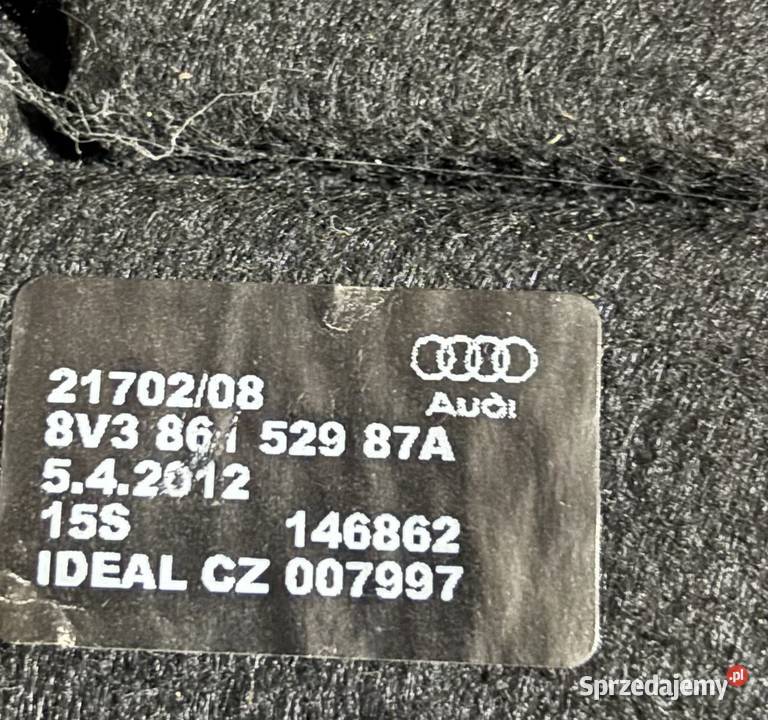 Audi
21702/08
8V3 861 529 87A
5.4.2012
15S 146862
IDEAL CZ 007997
Sprzedajemy.pl